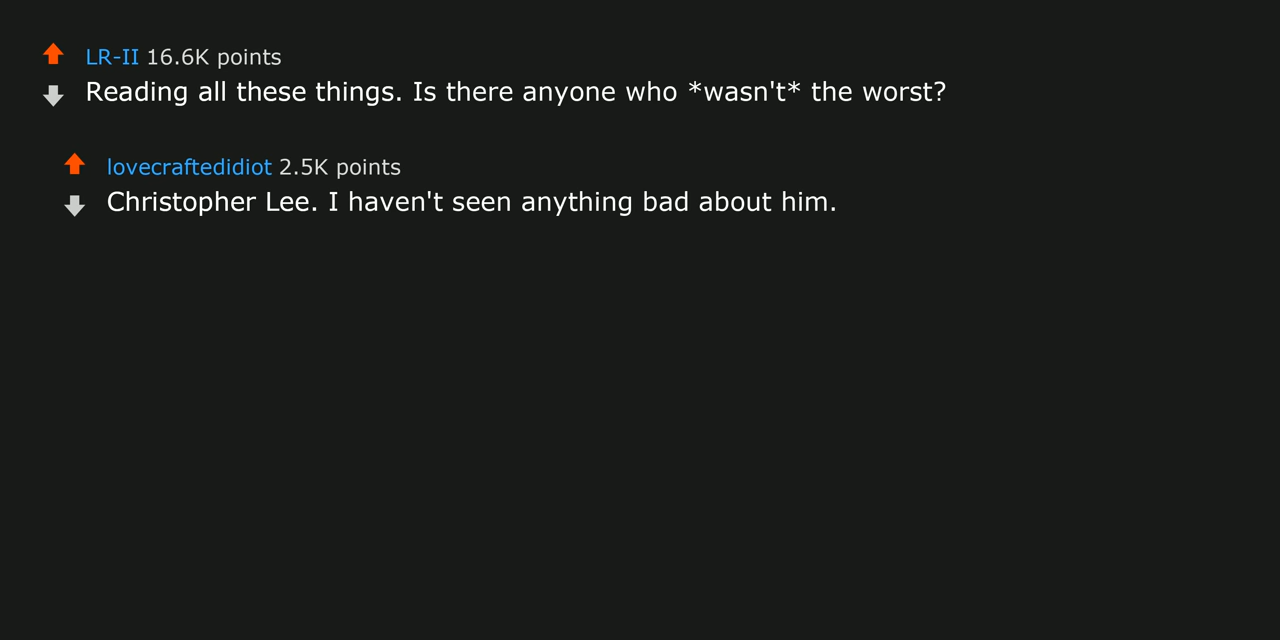 LR-II 16.6K points
Reading all these things. Is there anyone who *wasn't* the worst?
lovecraftedidiot 2.5K points
Christopher Lee. I haven't seen anything bad about him.